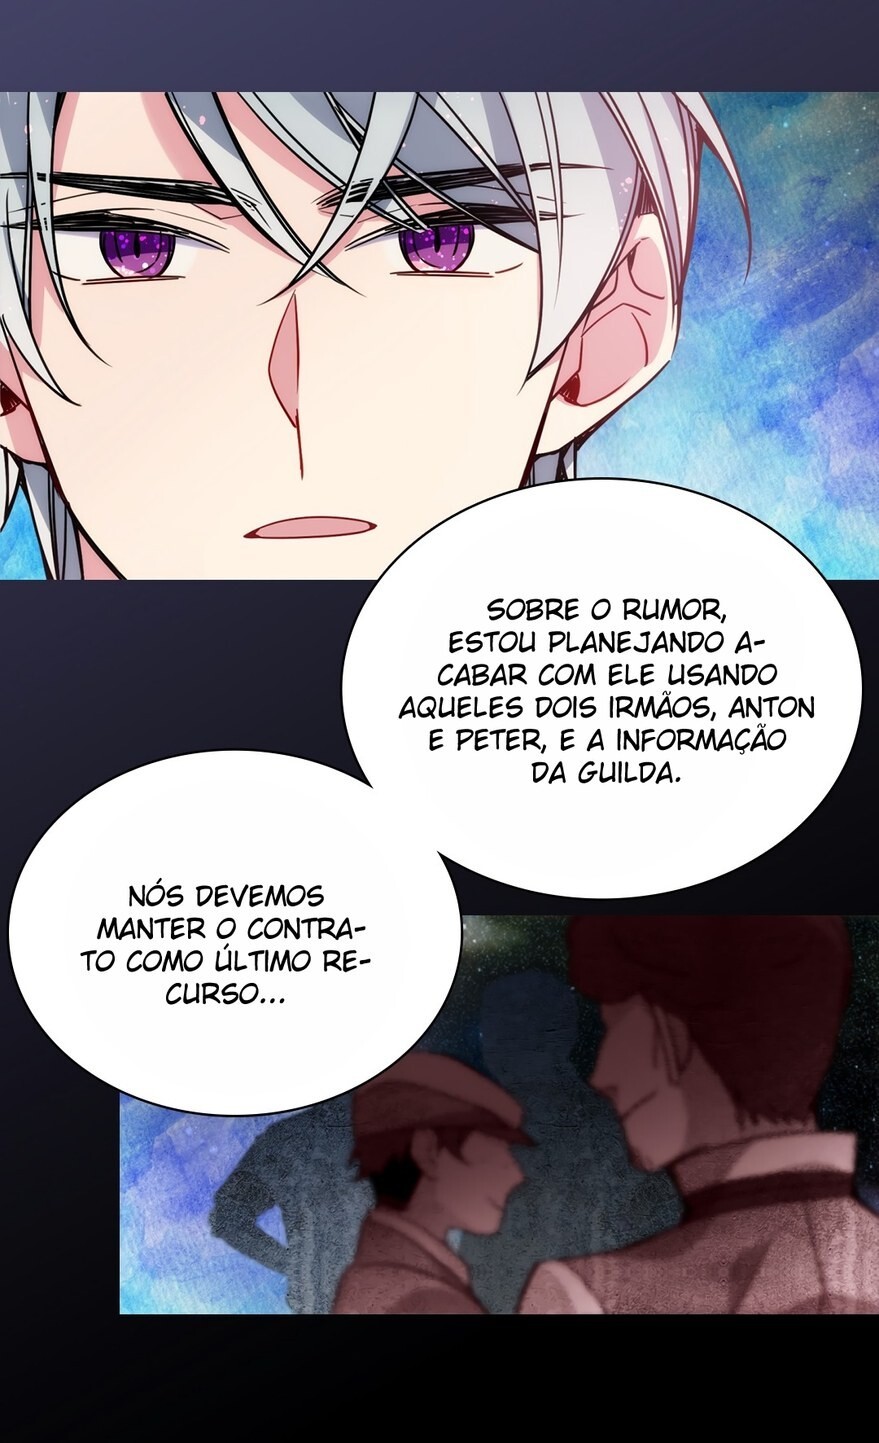 SOBRE O RUMOR,
ESTOU PLANEJANDO A-
CABAR COM ELE USANDO
AQUELES DOIS IRMÃOS, ANTON
E PETER, E A INFORMAÇÃO
DA GUILDA.
NÓS DEVEMOS
MANTER O CONTRA-
TO COMO ÚLTIMO RE-
CURSO...